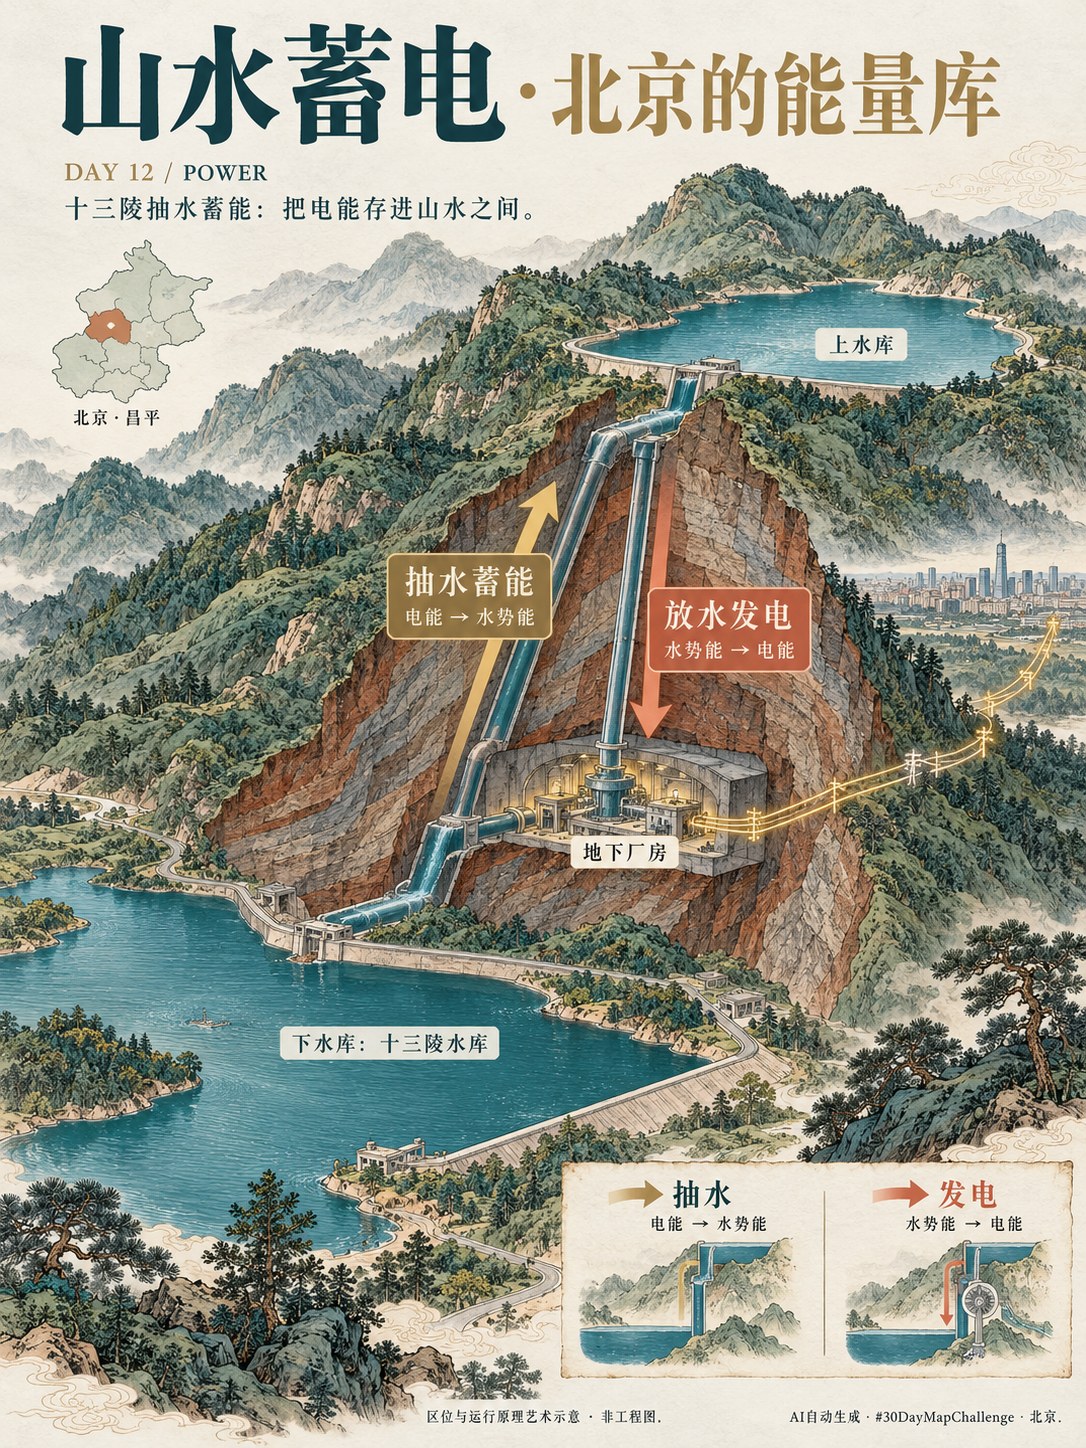 山水蓄电·北京的能量库
DAY 12 / POWER
十三陵抽水蓄能：把电能存进山水之间。
北京·昌平
上水库
抽水蓄能
电能 → 水势能
放水发电
水势能 → 电能
地下厂房
下水库：十三陵水库
抽水
电能 → 水势能
发电
水势能 → 电能
区位与运行原理艺术示意 · 非工程图。
AI自动生成 · #30DayMapChallenge · 北京。